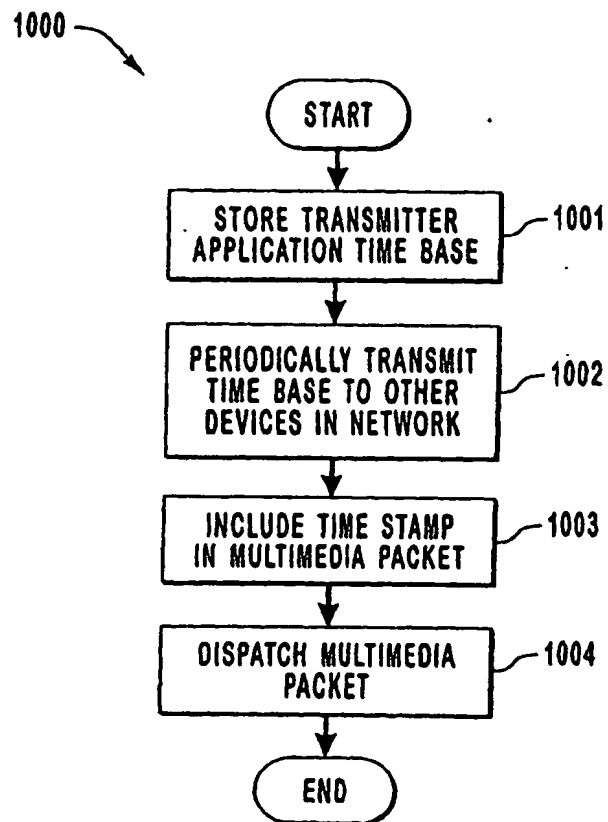 1000
START
STORE TRANSMITTER
APPLICATION TIME BASE
1001
PERIODICALLY TRANSMIT
TIME BASE TO OTHER
DEVICES IN NETWORK
1002
INCLUDE TIME STAMP
IN MULTIMEDIA PACKET
1003
DISPATCH MULTIMEDIA
PACKET
1004
END